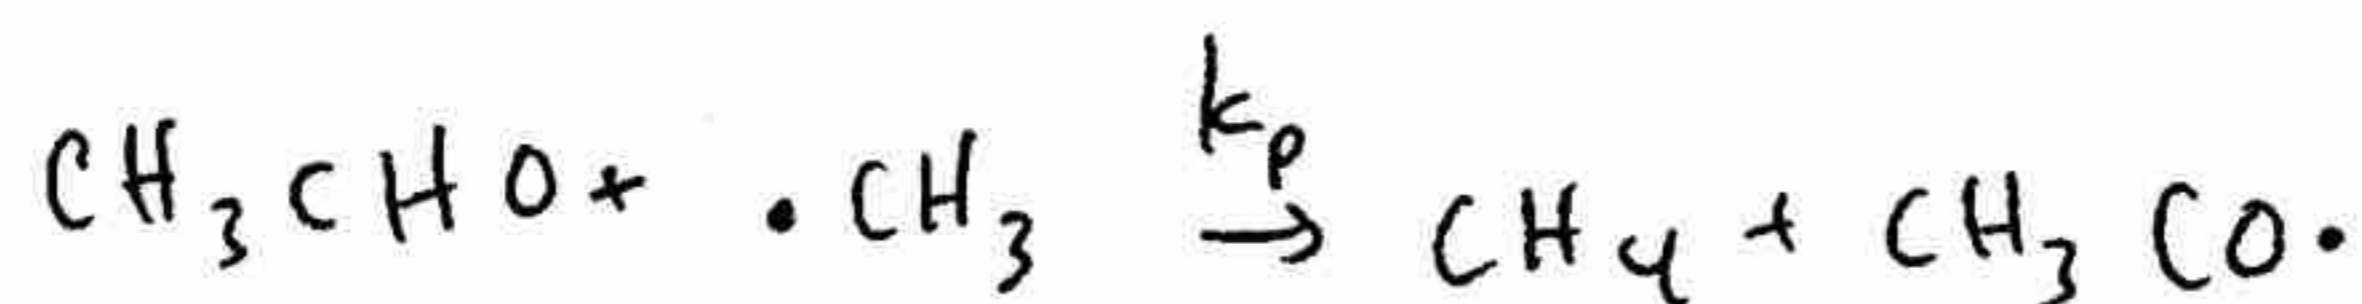 CH₃CHO + ·CH₃ →^{kp} CH₄ + CH₃CO·